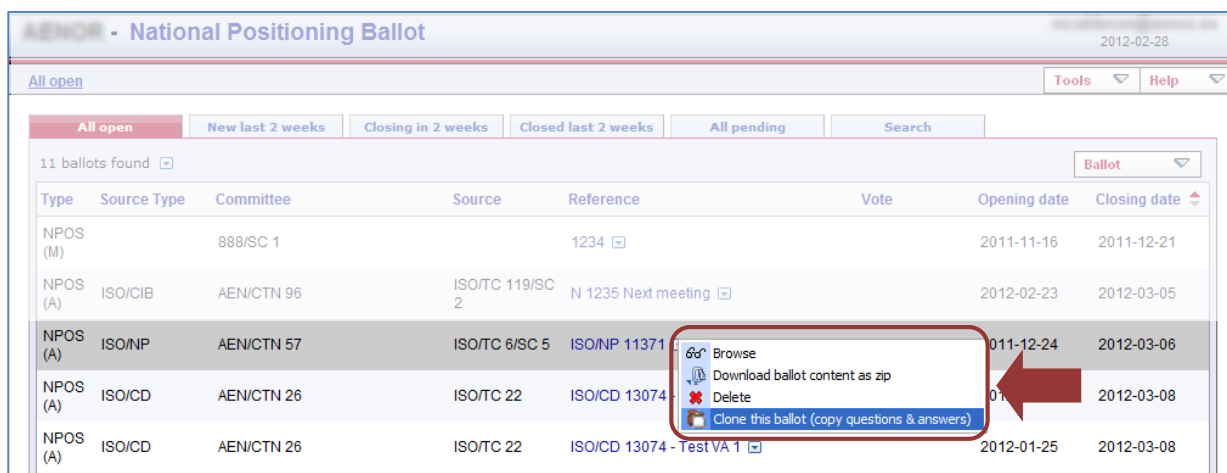 - National Positioning Ballot
2012-02-28
All open
Tools Help
All open New last 2 weeks Closing in 2 weeks Closed last 2 weeks All pending Search
11 ballots found
Ballot
Type Source Type Committee Source Reference Vote Opening date Closing date
NPOS (M) 888/SC 1 1234 2011-11-16 2011-12-21
NPOS (A) ISO/CIB AEN/CTN 96 ISO/TC 119/SC 2 N 1235 Next meeting 2012-02-23 2012-03-05
NPOS (A) ISO/NP AEN/CTN 57 ISO/TC 6/SC 5 ISO/NP 11371 011-12-24 2012-03-06
Browse
Download ballot content as zip
Delete
Clone this ballot (copy questions & answers)
NPOS (A) ISO/CD AEN/CTN 26 ISO/TC 22 ISO/CD 13074 - 2012-03-08
NPOS (A) ISO/CD AEN/CTN 26 ISO/TC 22 ISO/CD 13074 - Test VA 1 2012-01-25 2012-03-08